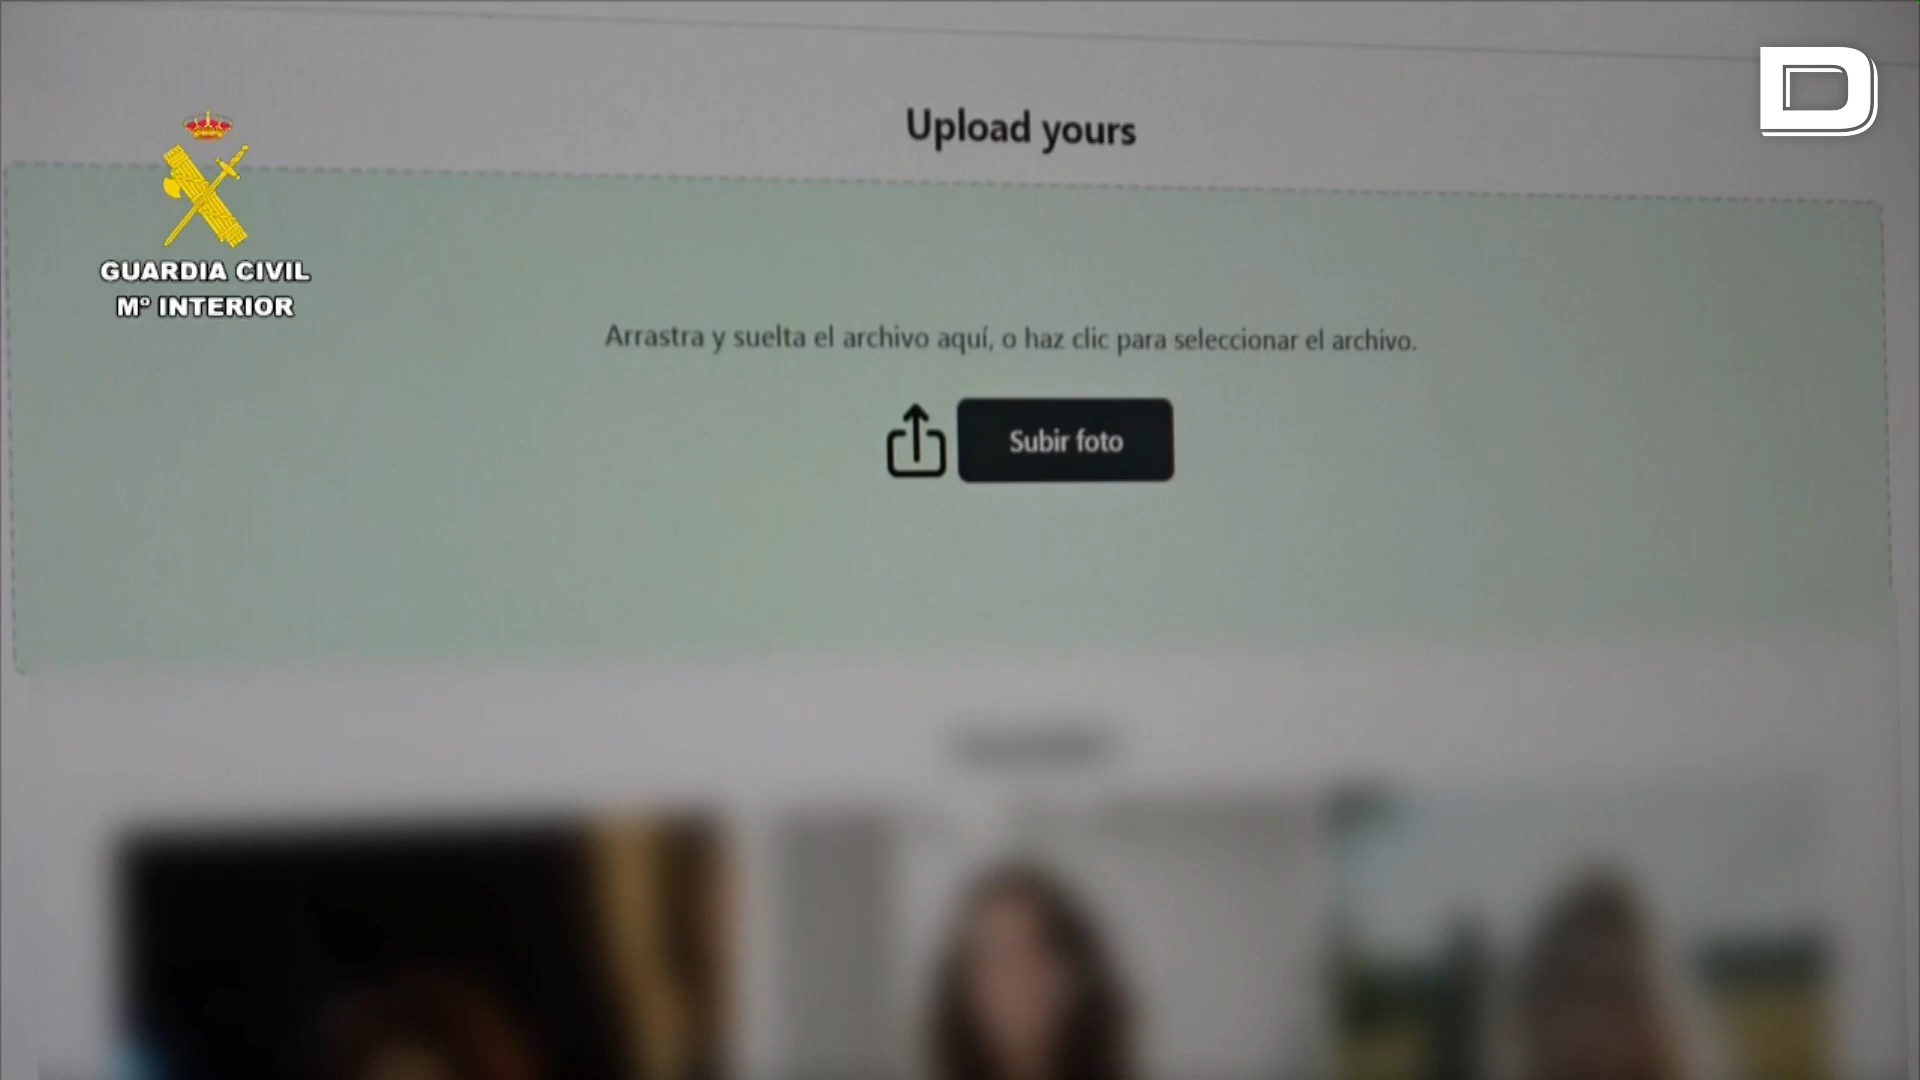 Upload yours
GUARDIA CIVIL
Mº INTERIOR
Arrastra y suelta el archivo aquí, o haz clic para seleccionar el archivo.
Subir foto
D